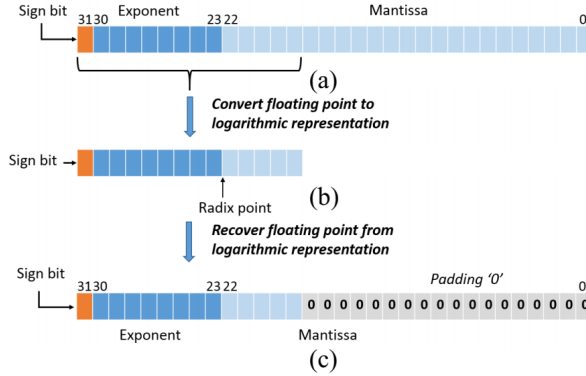 Sign bit
Exponent
Mantissa
31 30 23 22 0
(a)
Convert floating point to
logarithmic representation
Sign bit
Radix point
(b)
Recover floating point from
logarithmic representation
Sign bit
Padding '0'
31 30 23 22 0
0 0 0 0 0 0 0 0 0 0 0 0 0 0 0 0 0 0
Exponent
Mantissa
(c)